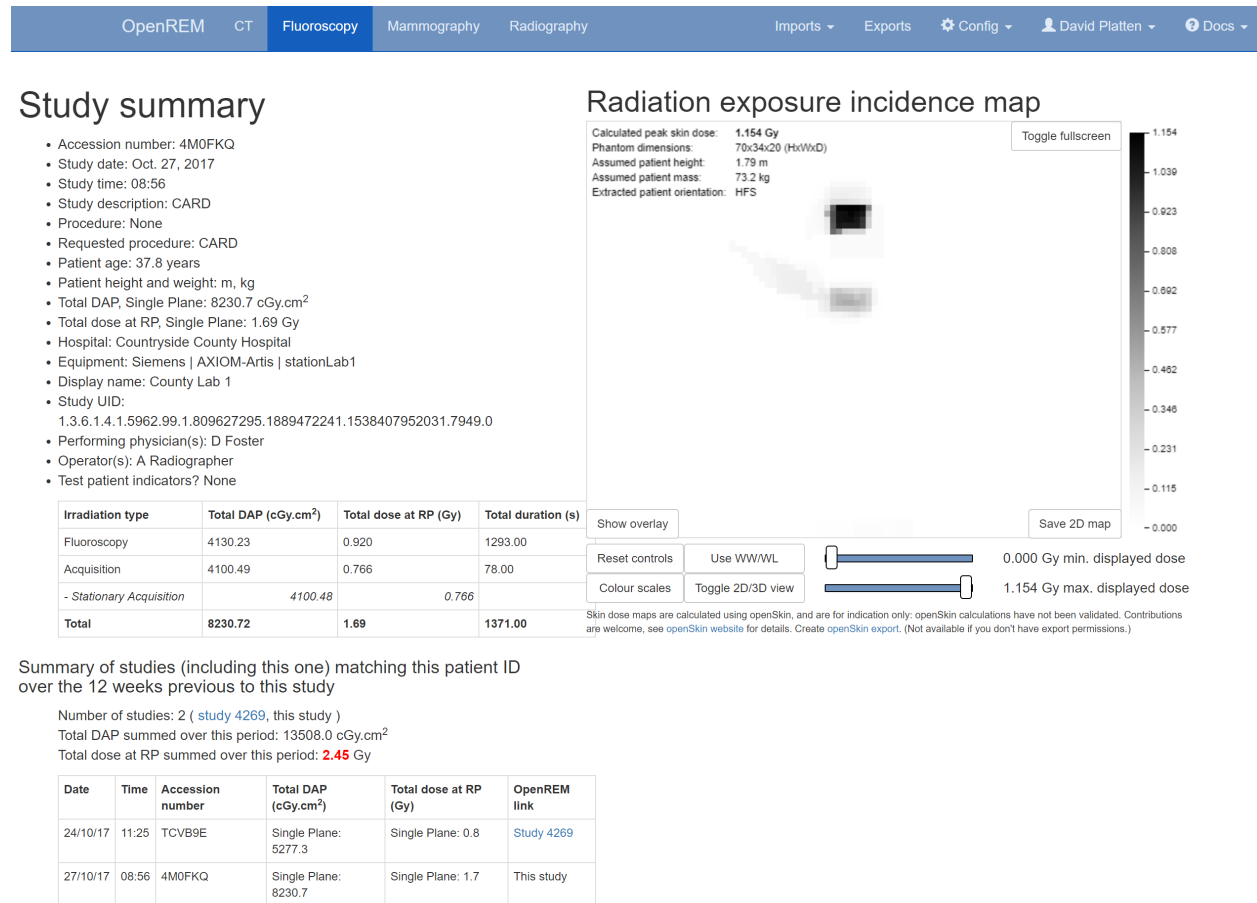 OpenREM CT Fluoroscopy Mammography Radiography Imports Exports Config David Platten Docs
Study summary
Accession number: 4M0FKQ
Study date: Oct. 27, 2017
Study time: 08:56
Study description: CARD
Procedure: None
Requested procedure: CARD
Patient age: 37.8 years
Patient height and weight: m, kg
Total DAP, Single Plane: 8230.7 cGy.cm2
Total dose at RP, Single Plane: 1.69 Gy
Hospital: Countryside County Hospital
Equipment: Siemens | AXIOM-Artis | stationLab1
Display name: County Lab 1
Study UID:
1.3.6.1.4.1.5962.99.1.809627295.1889472241.1538407952031.7949.0
Performing physician(s): D Foster
Operator(s): A Radiographer
Test patient indicators? None
Irradiation type Total DAP (cGy.cm2) Total dose at RP (Gy) Total duration (s)
Fluoroscopy 4130.23 0.920 1293.00
Acquisition 4100.49 0.766 78.00
- Stationary Acquisition 4100.48 0.766
Total 8230.72 1.69 1371.00
Radiation exposure incidence map
Calculated peak skin dose: 1.154 Gy
Phantom dimensions: 70x34x20 (HxWxD)
Assumed patient height: 1.79 m
Assumed patient mass: 73.2 kg
Extracted patient orientation: HFS
Toggle fullscreen
1.154
1.039
0.923
0.808
0.692
0.577
0.462
0.346
0.231
0.115
0.000
Show overlay Save 2D map
Reset controls Use WW/WL 0.000 Gy min. displayed dose
Colour scales Toggle 2D/3D view 1.154 Gy max. displayed dose
Skin dose maps are calculated using openSkin, and are for indication only: openSkin calculations have not been validated. Contributions
are welcome, see openSkin website for details. Create openSkin export. (Not available if you don't have export permissions.)
Summary of studies (including this one) matching this patient ID
over the 12 weeks previous to this study
Number of studies: 2 ( study 4269, this study )
Total DAP summed over this period: 13508.0 cGy.cm2
Total dose at RP summed over this period: 2.45 Gy
Date Time Accession number Total DAP (cGy.cm2) Total dose at RP (Gy) OpenREM link
24/10/17 11:25 TCVB9E Single Plane: 5277.3 Single Plane: 0.8 Study 4269
27/10/17 08:56 4M0FKQ Single Plane: 8230.7 Single Plane: 1.7 This study